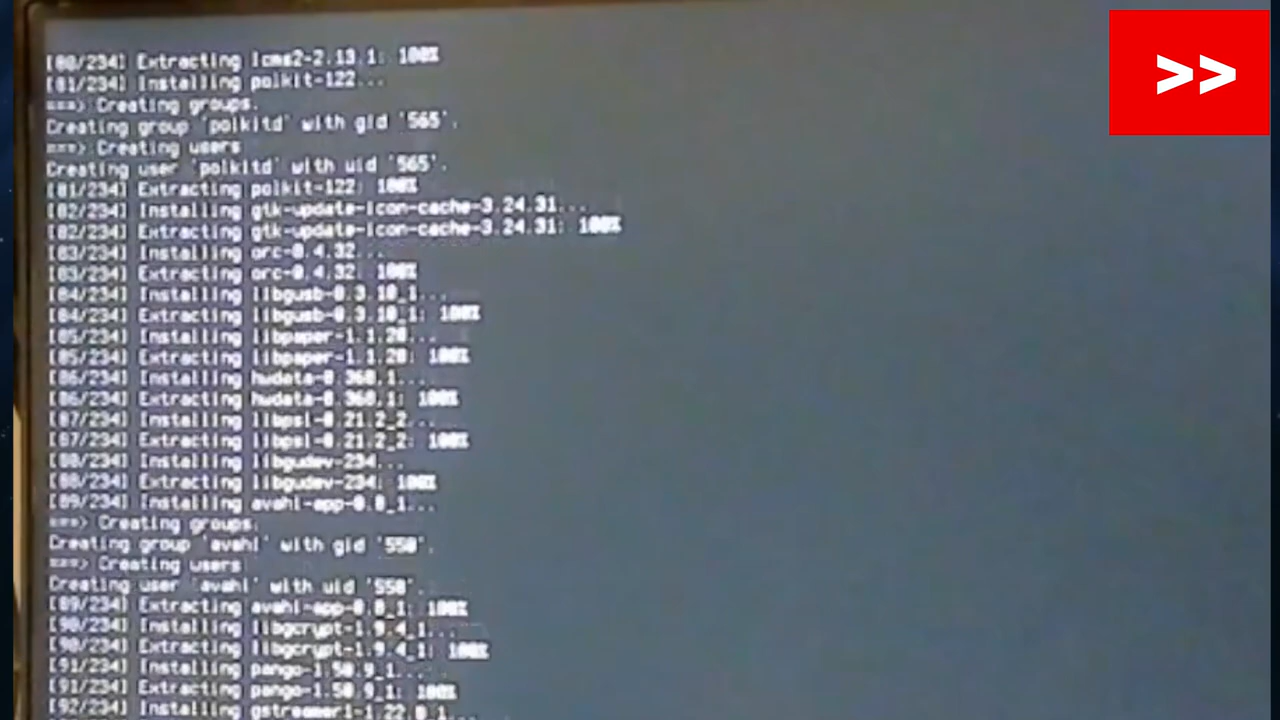 [80/234] Extracting lcms2-2.13.1: 100%
[81/234] Installing polkit-122...
===> Creating groups.
Creating group 'polkitd' with gid '565'.
===> Creating users
Creating user 'polkitd' with uid '565'.
[81/234] Extracting polkit-122: 100%
[82/234] Installing gtk-update-icon-cache-3.24.31...
[82/234] Extracting gtk-update-icon-cache-3.24.31: 100%
[83/234] Installing orc-0.4.32...
[83/234] Extracting orc-0.4.32: 100%
[84/234] Installing libgusb-0.3.10_1...
[84/234] Extracting libgusb-0.3.10_1: 100%
[85/234] Installing libpaper-1.1.28...
[85/234] Extracting libpaper-1.1.28: 100%
[86/234] Installing hwdata-0.368,1...
[86/234] Extracting hwdata-0.368,1: 100%
[87/234] Installing libpsl-0.21.2_2...
[87/234] Extracting libpsl-0.21.2_2: 100%
[88/234] Installing libgudev-234...
[88/234] Extracting libgudev-234: 100%
[89/234] Installing avahi-app-0.8_1...
===> Creating groups.
Creating group 'avahi' with gid '558'.
===> Creating users
Creating user 'avahi' with uid '558'.
[89/234] Extracting avahi-app-0.8_1: 100%
[90/234] Installing libgcrypt-1.9.4_1...
[90/234] Extracting libgcrypt-1.9.4_1: 100%
[91/234] Installing pango-1.50.9_1...
[91/234] Extracting pango-1.50.9_1: 100%
[92/234] Installing gstreamer1-1.22.0_1...
>>